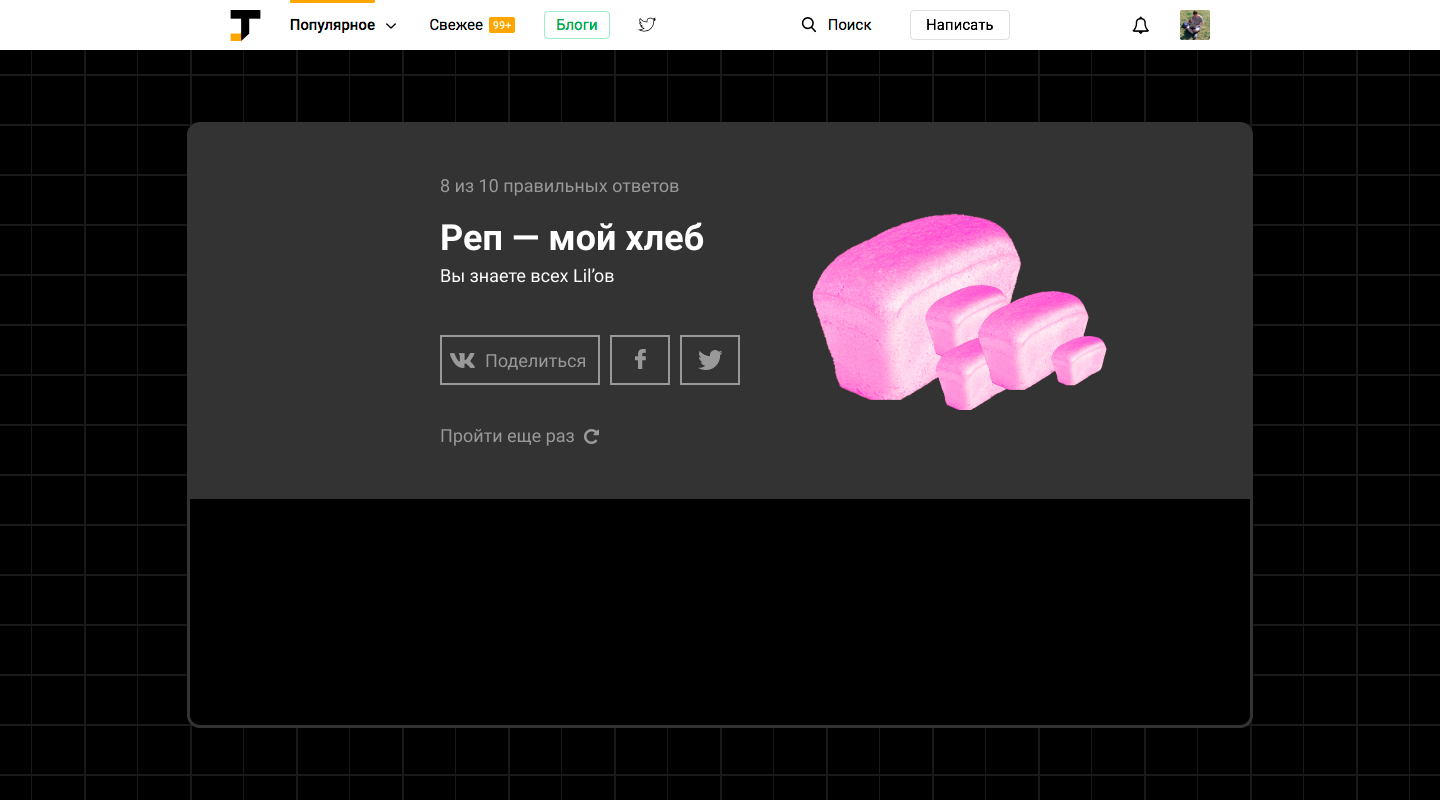 Популярное
Свежее 99+
Блоги
Поиск
Написать
8 из 10 правильных ответов
Реп — мой хлеб
Вы знаете всех Lil’ов
Поделиться
Пройти еще раз